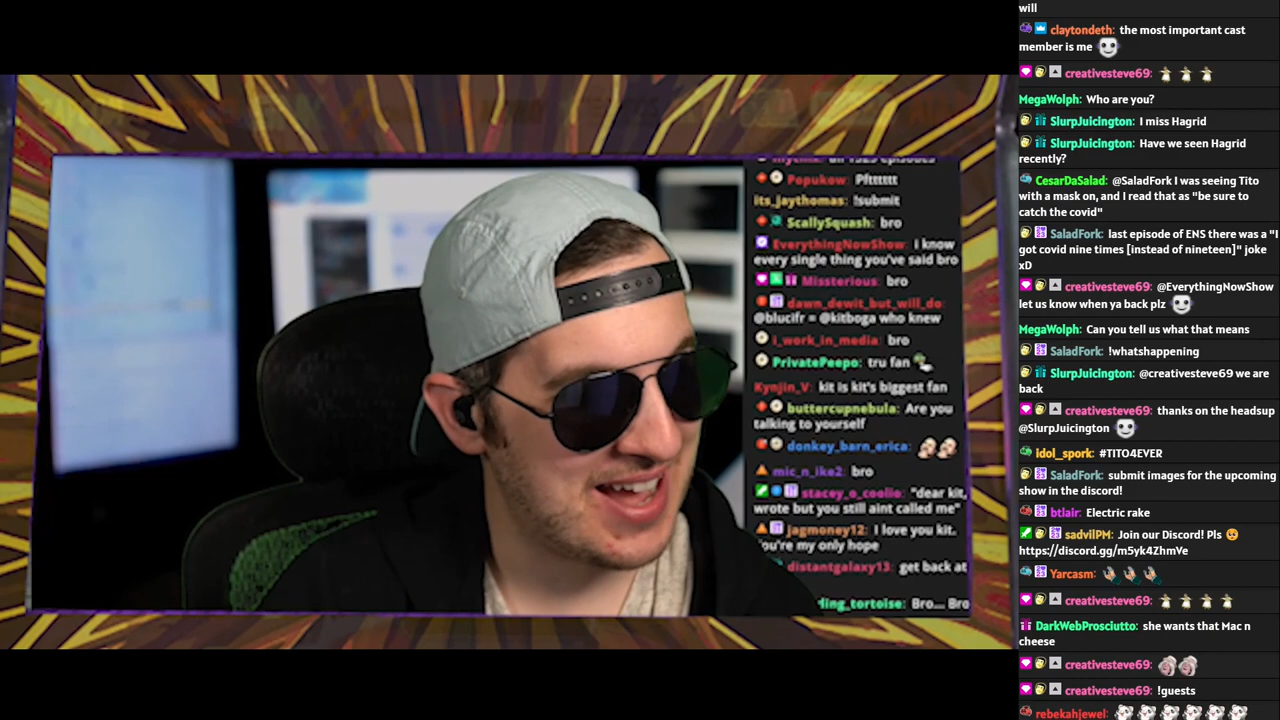 all 1525 episodes
Popukow: Pftttttt
its_jaythomas: !submit
ScallySquash: bro
EverythingNowShow: i know
every single thing you've said bro
Missterious: bro
dawn_dewit_but_will_do:
@blucifr = @kitboga who knew
i_work_in_media: bro
PrivatePeepo: tru fan
Kynjin_V: kit is kit's biggest fan
buttercupnebula: Are you
talking to yourself
donkey_barn_erica:
mic_n_ike2: bro
stacey_o_coolio: "dear kit,
wrote but you still aint called me"
jagmoney12: I love you kit.
You're my only hope
distantgalaxy13: get back at
ling_tortoise: Bro.... Bro
will
claytondeth: the most important cast
member is me
creativesteve69:
MegaWolph: Who are you?
SlurpJuicington: I miss Hagrid
SlurpJuicington: Have we seen Hagrid
recently?
CesarDaSalad: @SaladFork I was seeing Tito
with a mask on, and I read that as "be sure to
catch the covid"
SaladFork: last episode of ENS there was a "I
got covid nine times [instead of nineteen]" joke
xD
creativesteve69: @EverythingNowShow
let us know when ya back plz
MegaWolph: Can you tell us what that means
SaladFork: !whatshappening
SlurpJuicington: @creativesteve69 we are
back
creativesteve69: thanks on the headsup
@SlurpJuicington
idol_spork: #TITO4EVER
SaladFork: submit images for the upcoming
show in the discord!
btlair: Electric rake
sadvilPM: Join our Discord! Pls
https://discord.gg/m5yk4ZhmVe
Yarcasm:
creativesteve69:
DarkWebProsciutto: she wants that Mac n
cheese
creativesteve69:
creativesteve69: !guests
rebekahjewel: